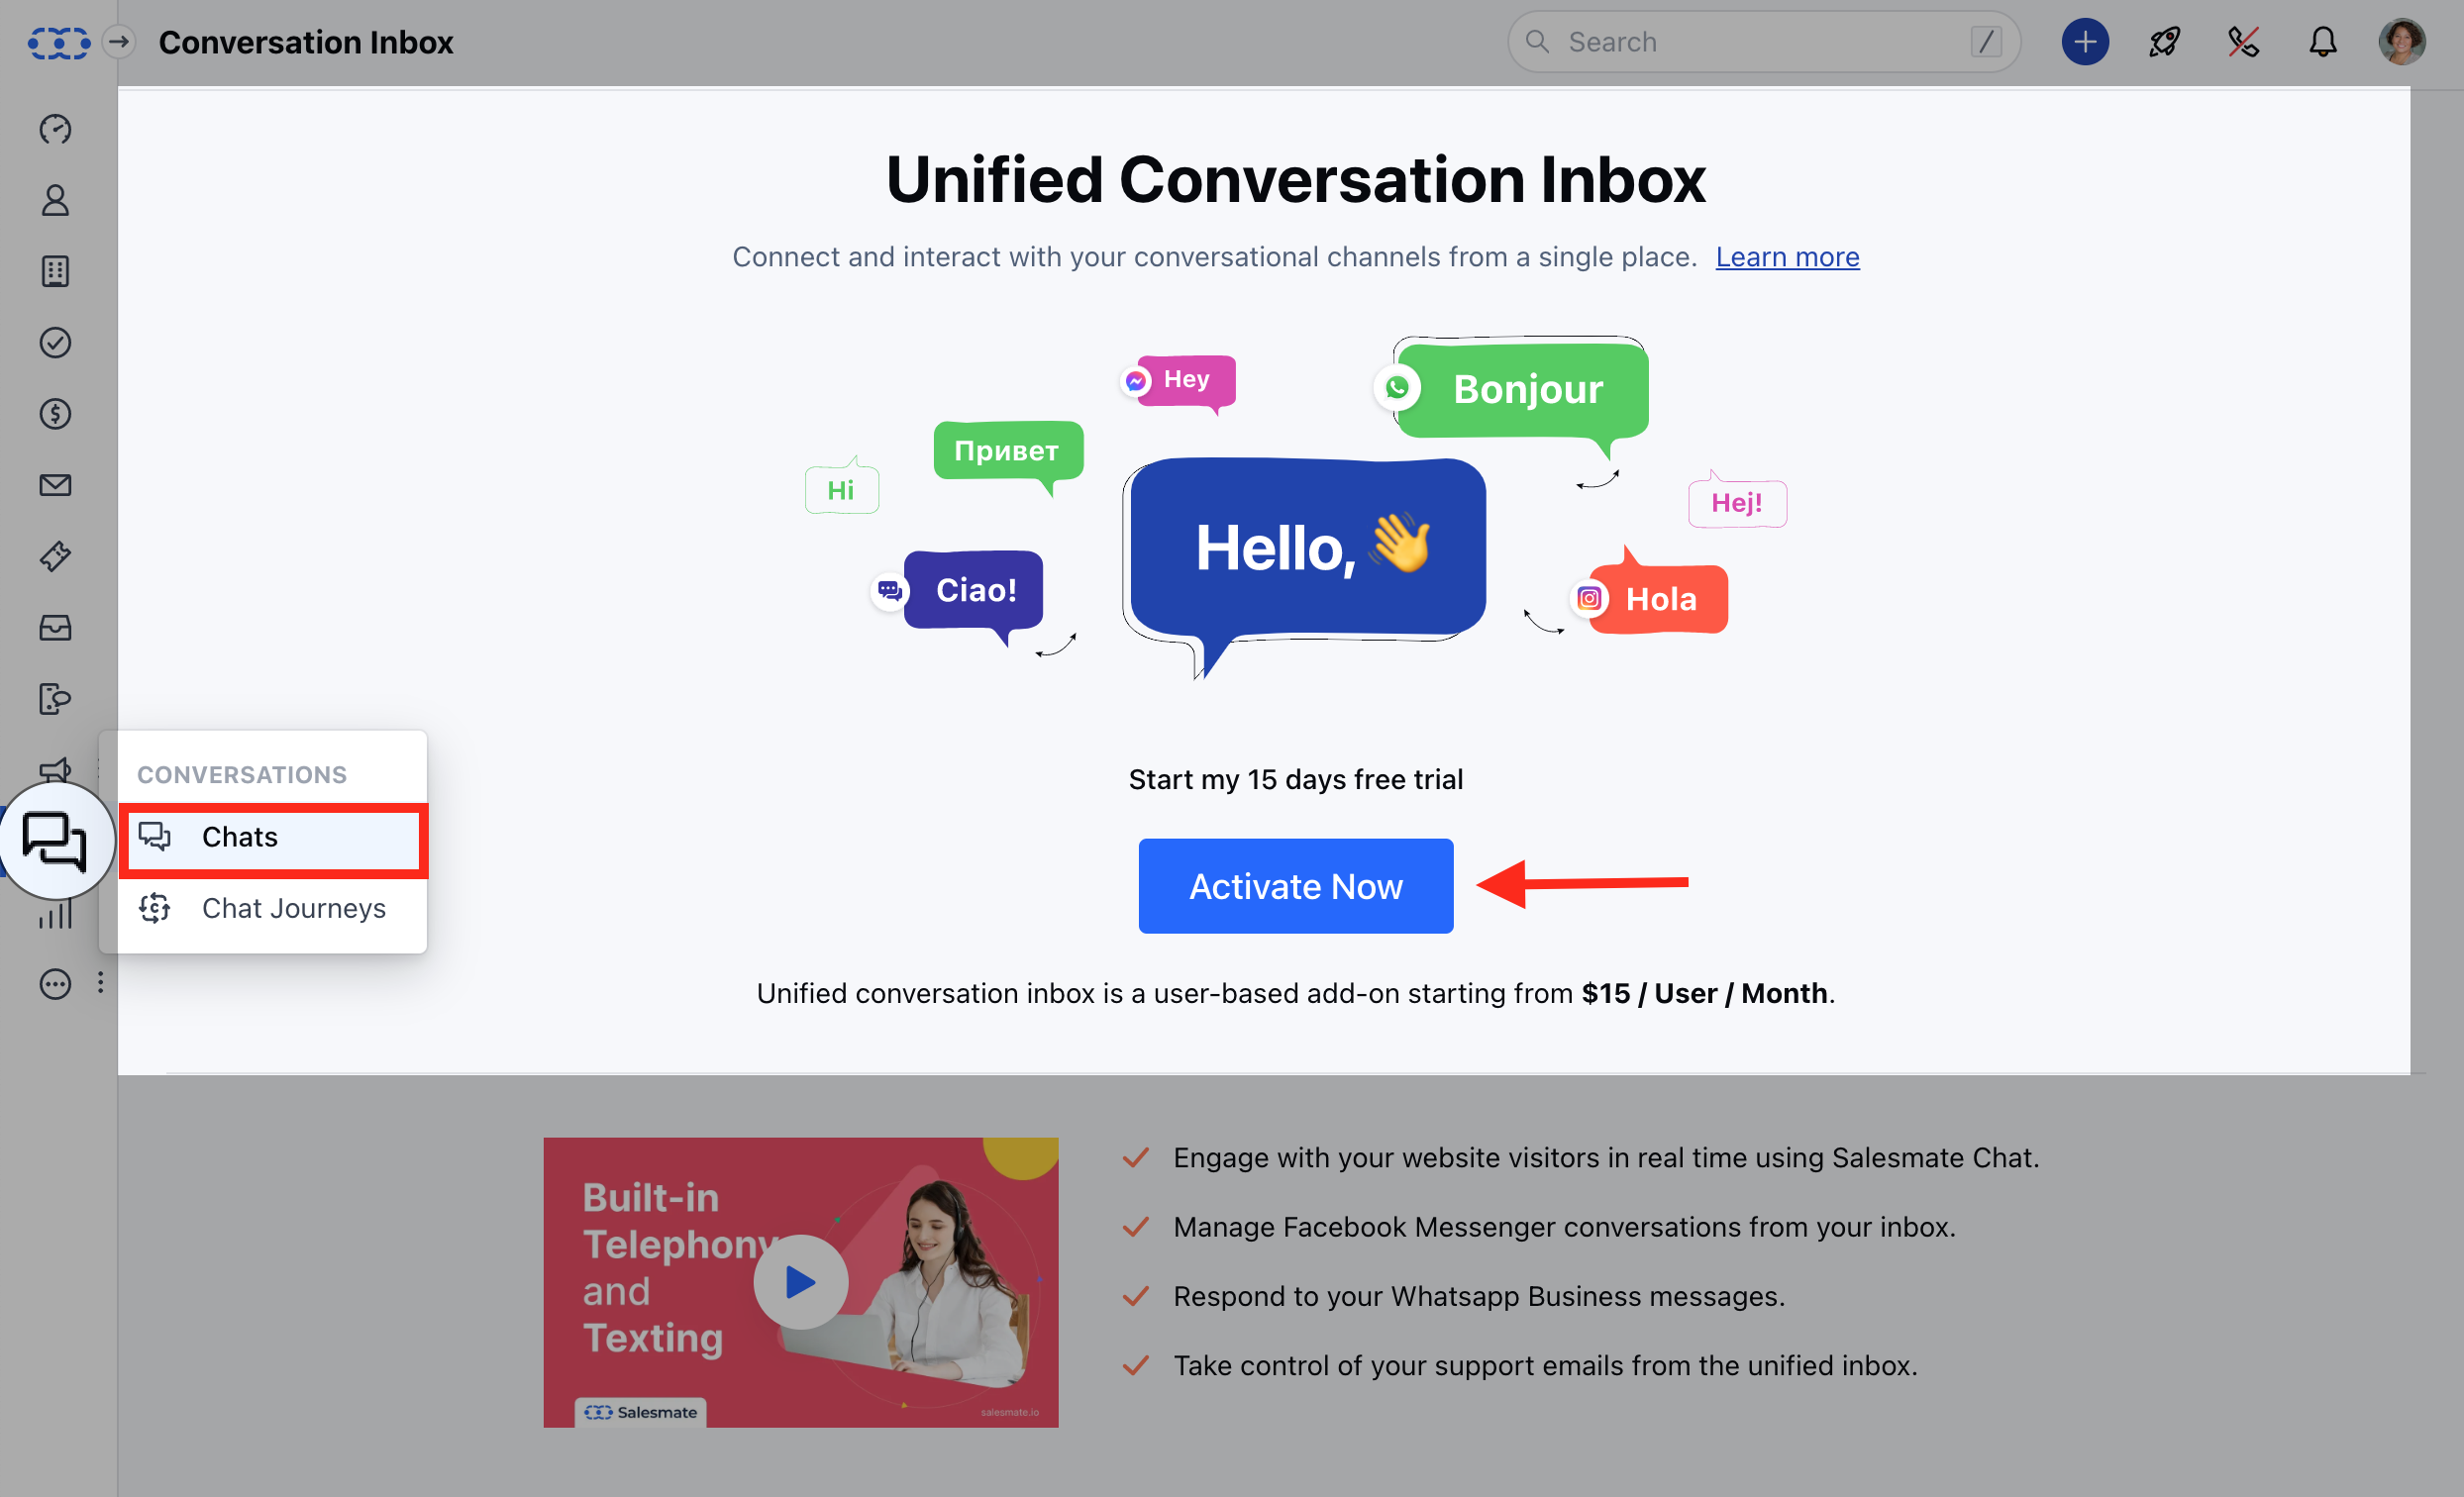 Conversation Inbox
Search /
Unified Conversation Inbox
Connect and interact with your conversational channels from a single place. Learn more
Hey
Bonjour
Привет
Hi
Hej!
Hello, 👋
Ciao!
Hola
CONVERSATIONS
Chats
Chat Journeys
Start my 15 days free trial
Activate Now
Unified conversation inbox is a user-based add-on starting from $15 / User / Month.
Built-in
Telephony
and
Texting
Salesmate
salesmate.io
Engage with your website visitors in real time using Salesmate Chat.
Manage Facebook Messenger conversations from your inbox.
Respond to your Whatsapp Business messages.
Take control of your support emails from the unified inbox.